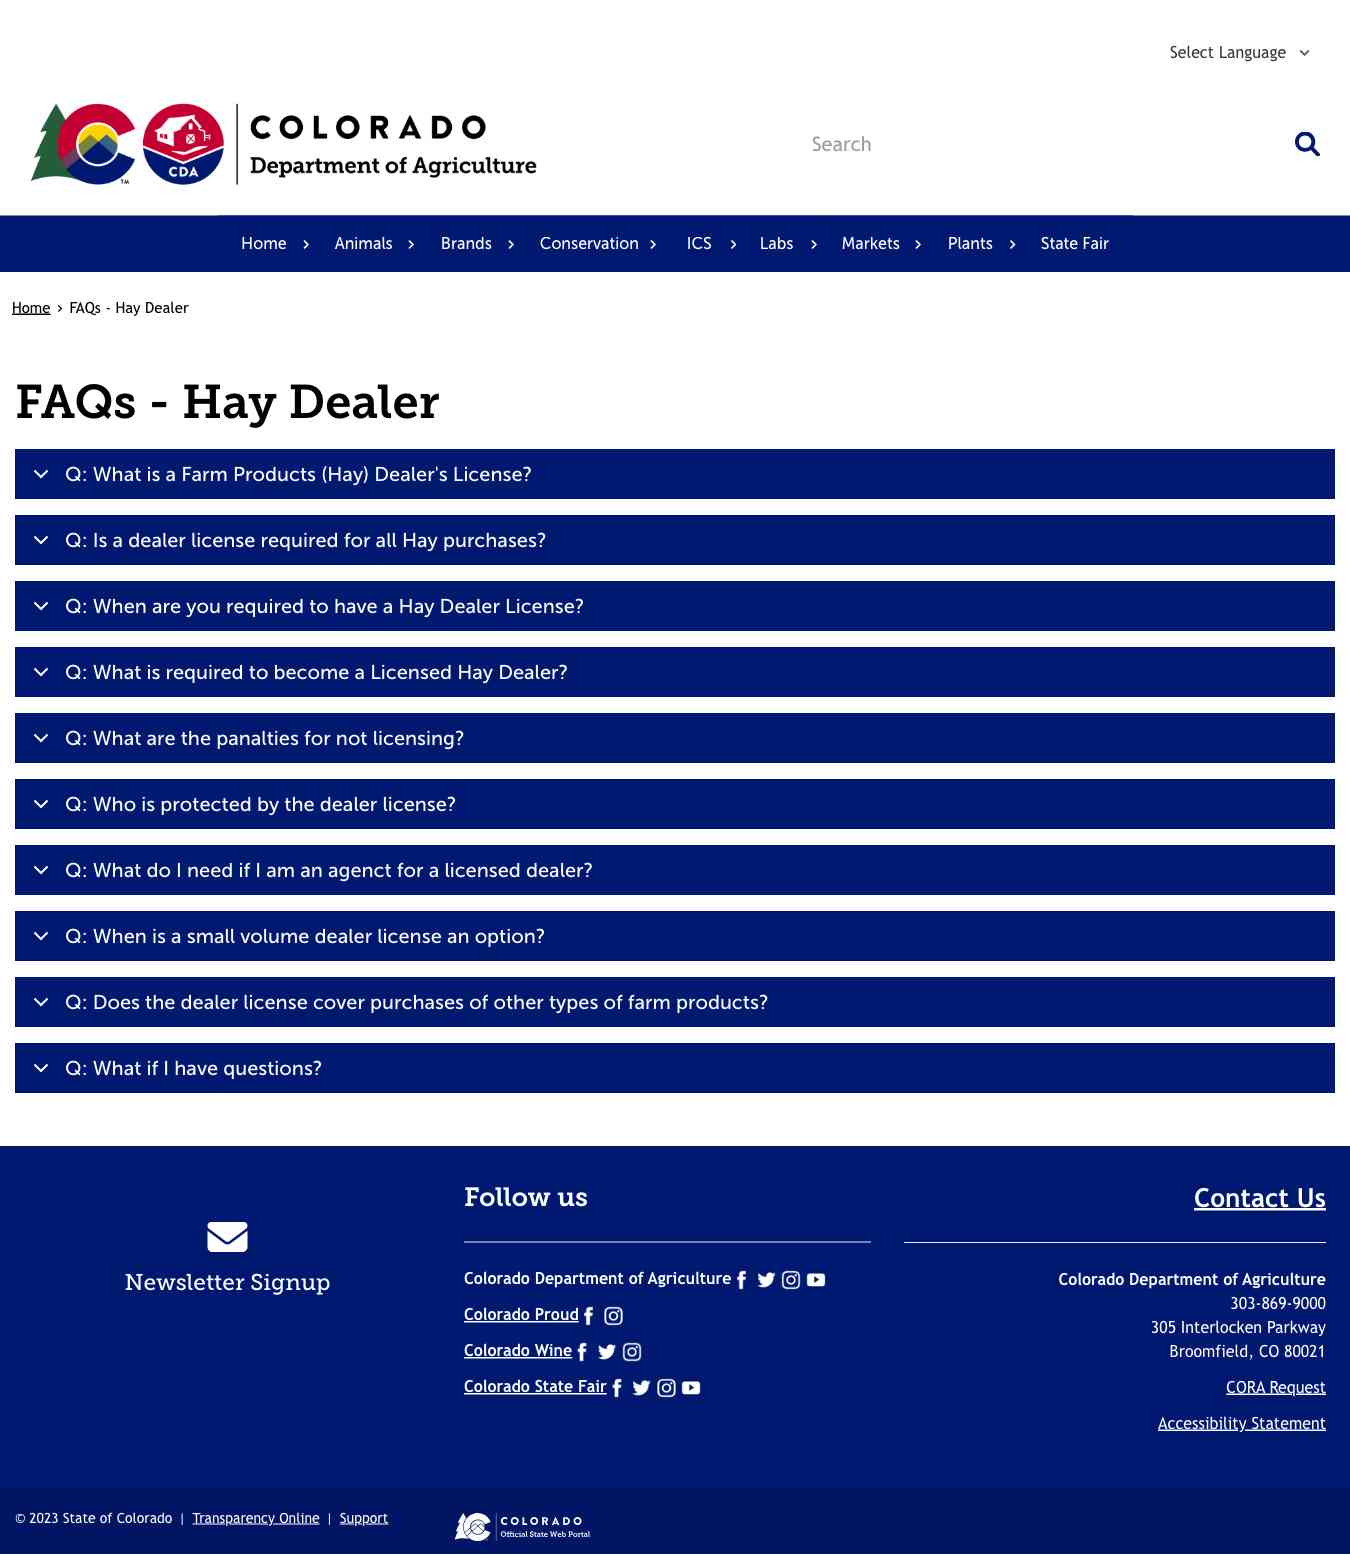 Select Language
COLORADO
Department of Agriculture
CDA
TM
Search
Home
Animals
Brands
Conservation
ICS
Labs
Markets
Plants
State Fair
Home › FAQs - Hay Dealer
FAQs - Hay Dealer
Q: What is a Farm Products (Hay) Dealer's License?
Q: Is a dealer license required for all Hay purchases?
Q: When are you required to have a Hay Dealer License?
Q: What is required to become a Licensed Hay Dealer?
Q: What are the panalties for not licensing?
Q: Who is protected by the dealer license?
Q: What do I need if I am an agenct for a licensed dealer?
Q: When is a small volume dealer license an option?
Q: Does the dealer license cover purchases of other types of farm products?
Q: What if I have questions?
Newsletter Signup
Follow us
Colorado Department of Agriculture
Colorado Proud
Colorado Wine
Colorado State Fair
Contact Us
Colorado Department of Agriculture
303-869-9000
305 Interlocken Parkway
Broomfield, CO 80021
CORA Request
Accessibility Statement
© 2023 State of Colorado | Transparency Online | Support
COLORADO
Official State Web Portal